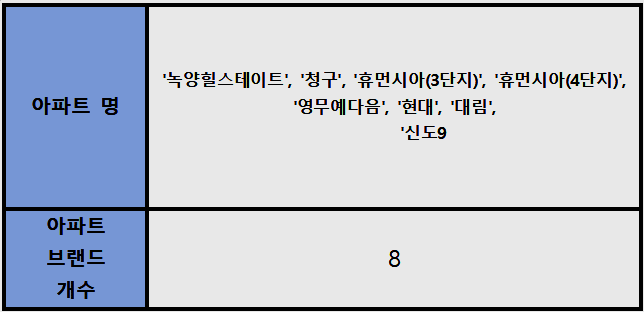 아파트 명
'녹양힐스테이트', '청구', '휴먼시아(3단지)', '휴먼시아(4단지)',
'영무예다음', '현대', '대림',
'신도9
아파트
브랜드
개수
8